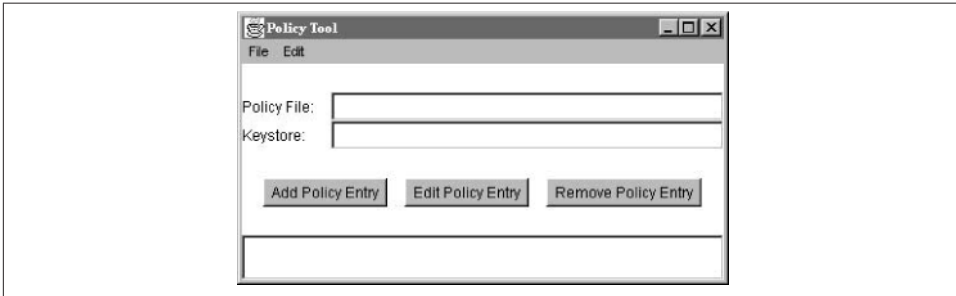 Policy Tool
File Edit
Policy File:
Keystore:
Add Policy Entry Edit Policy Entry Remove Policy Entry